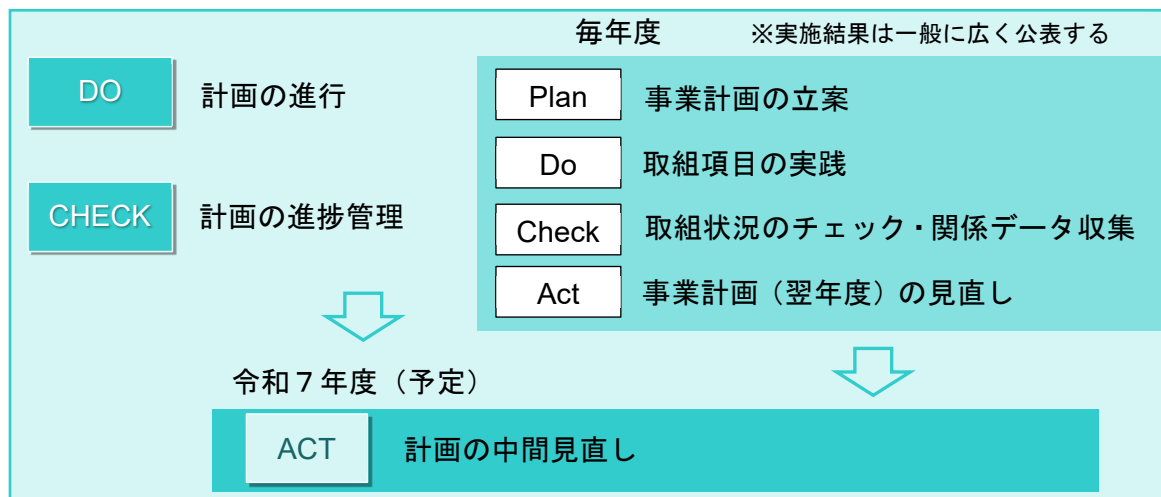 毎年度 ※実施結果は一般に広く公表する
DO 計画の進行
CHECK 計画の進捗管理
Plan 事業計画の立案
Do 取組項目の実践
Check 取組状況のチェック・関係データ収集
Act 事業計画（翌年度）の見直し
令和７年度（予定）
ACT 計画の中間見直し